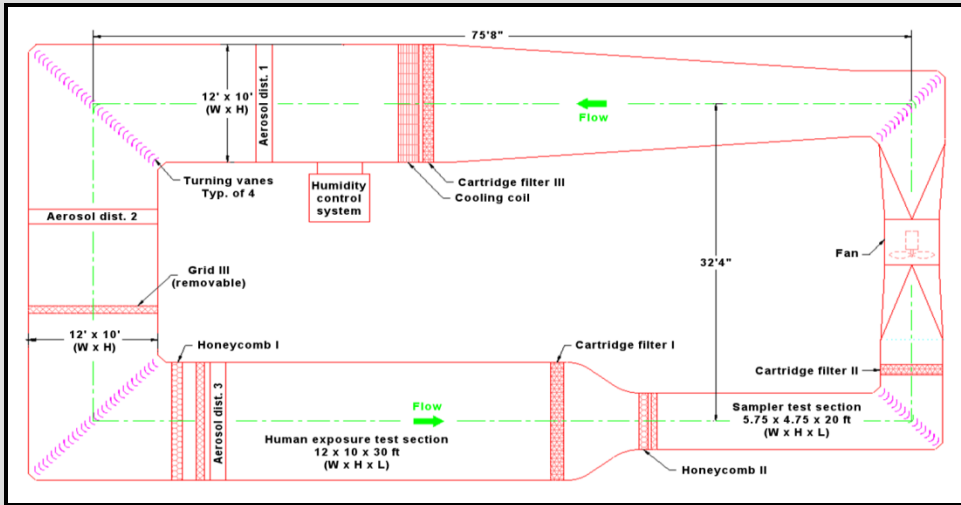 75'8"
12' x 10'
(W x H)
Aerosol dist. 1
Flow
Turning vanes
Typ. of 4
Humidity
control
system
Cartridge filter III
Cooling coil
Aerosol dist. 2
Fan
32'4"
Grid III
(removable)
12' x 10'
(W x H)
Honeycomb I
Cartridge filter I
Cartridge filter II
Aerosol dist. 3
Flow
Human exposure test section
12 x 10 x 30 ft
(W x H x L)
Sampler test section
5.75 x 4.75 x 20 ft
(W x H x L)
Honeycomb II